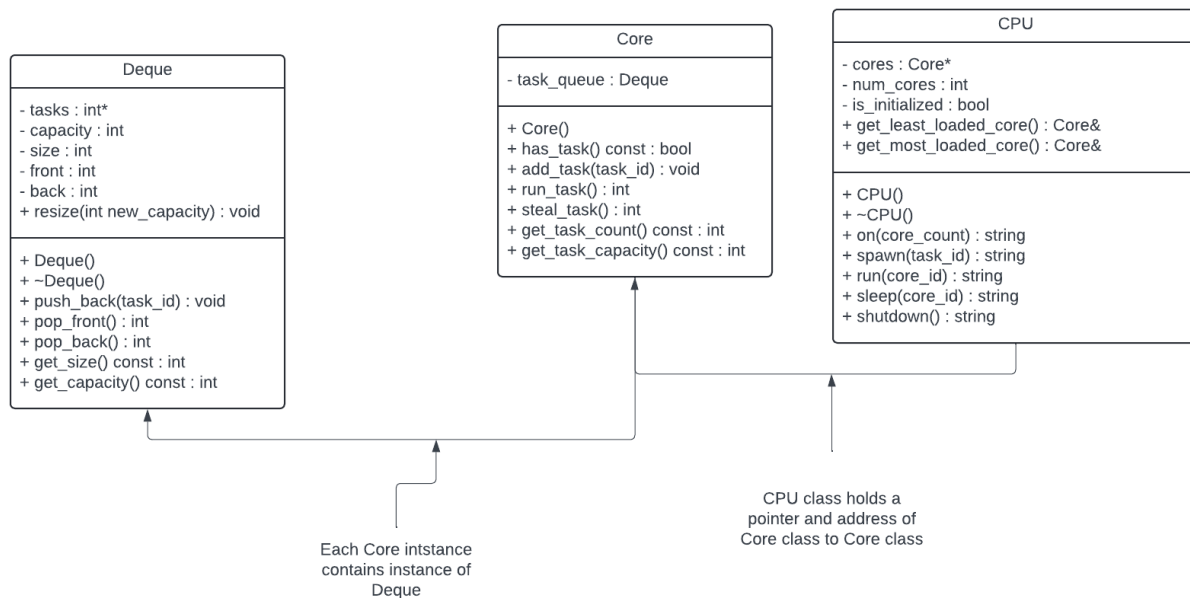 Deque
- tasks : int*
- capacity : int
- size : int
- front : int
- back : int
+ resize(int new_capacity) : void
+ Deque()
+ ~Deque()
+ push_back(task_id) : void
+ pop_front() : int
+ pop_back() : int
+ get_size() const : int
+ get_capacity() const : int
Core
- task_queue : Deque
+ Core()
+ has_task() const : bool
+ add_task(task_id) : void
+ run_task() : int
+ steal_task() : int
+ get_task_count() const : int
+ get_task_capacity() const : int
CPU
- cores : Core*
- num_cores : int
- is_initialized : bool
+ get_least_loaded_core() : Core&
+ get_most_loaded_core() : Core&
+ CPU()
+ ~CPU()
+ on(core_count) : string
+ spawn(task_id) : string
+ run(core_id) : string
+ sleep(core_id) : string
+ shutdown() : string
Each Core intstance
contains instance of
Deque
CPU class holds a
pointer and address of
Core class to Core class